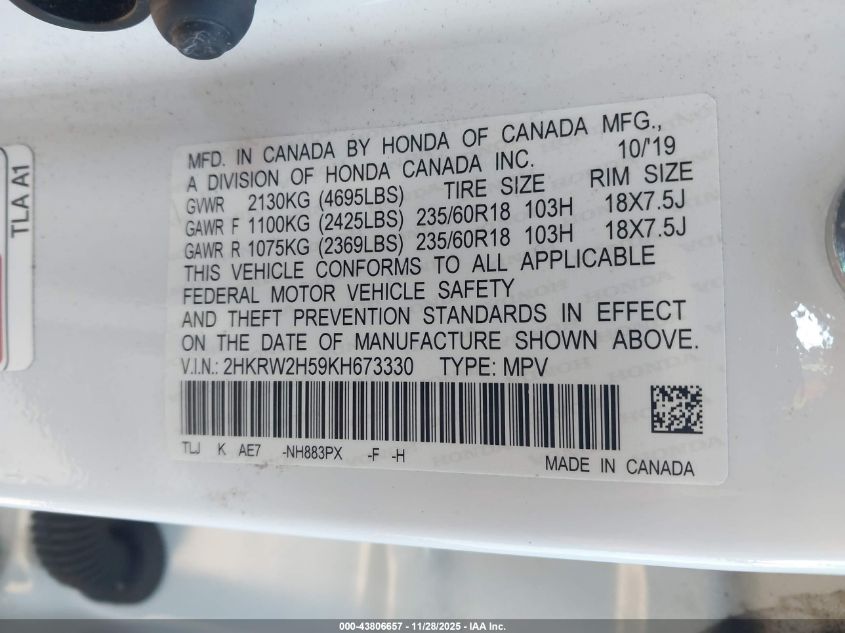 TLA A1
MFD. IN CANADA BY HONDA OF CANADA MFG.,
A DIVISION OF HONDA CANADA INC. 10/'19
GVWR 2130KG (4695LBS) TIRE SIZE RIM SIZE
GAWR F 1100KG (2425LBS) 235/60R18 103H 18X7.5J
GAWR R 1075KG (2369LBS) 235/60R18 103H 18X7.5J
THIS VEHICLE CONFORMS TO ALL APPLICABLE
FEDERAL MOTOR VEHICLE SAFETY
AND THEFT PREVENTION STANDARDS IN EFFECT
ON THE DATE OF MANUFACTURE SHOWN ABOVE.
V.I.N.: 2HKRW2H59KH673330 TYPE: MPV
TLJ K AE7 -NH883PX -F -H
MADE IN CANADA
000-43806657 - 11/28/2025 - IAA Inc.